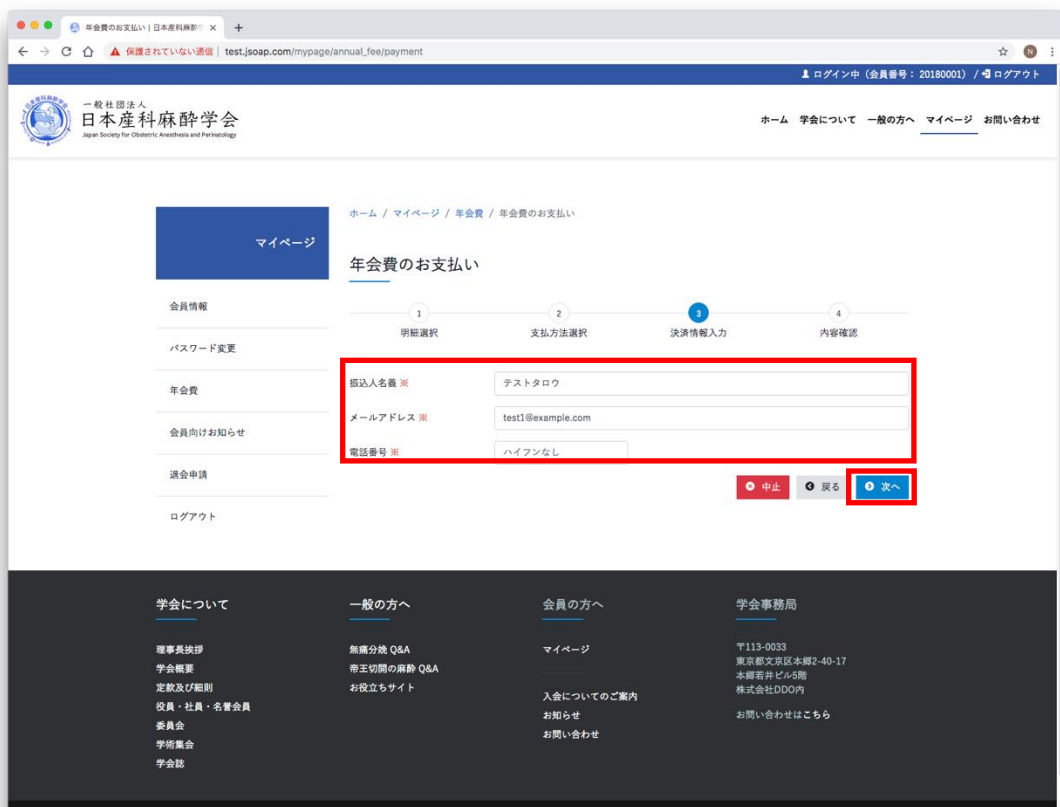 年会費のお支払い | 日本産科麻酔
保護されていない通信 | test.jsoap.com/mypage/annual_fee/payment
N
ログイン中（会員番号： 20180001） / ログアウト
一般社団法人
日本産科麻酔学会
Japan Society for Obstetric Anesthesia and Perinatology
ホーム 学会について 一般の方へ マイページ お問い合わせ
ホーム / マイページ / 年会費 / 年会費のお支払い
マイページ
年会費のお支払い
会員情報
パスワード変更
年会費
会員向けお知らせ
退会申請
ログアウト
1 2 3 4
明細選択 支払方法選択 決済情報入力 内容確認
振込人名義 ※ テストタロウ
メールアドレス ※ test1@example.com
電話番号 ※ ハイフンなし
中止 戻る 次へ
学会について
理事長挨拶
学会概要
定款及び細則
役員・社員・名誉会員
委員会
学術集会
学会誌
一般の方へ
無痛分娩 Q&A
帝王切開の麻酔 Q&A
お役立ちサイト
会員の方へ
マイページ
入会についてのご案内
お知らせ
お問い合わせ
学会事務局
〒113-0033
東京都文京区本郷2-40-17
本郷若井ビル5階
株式会社DDO内
お問い合わせはこちら